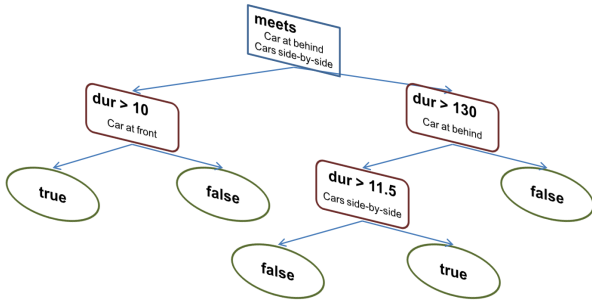 meets
Car at behind
Cars side-by-side
dur > 10
Car at front
dur > 130
Car at behind
true
false
dur > 11.5
Cars side-by-side
false
false
true